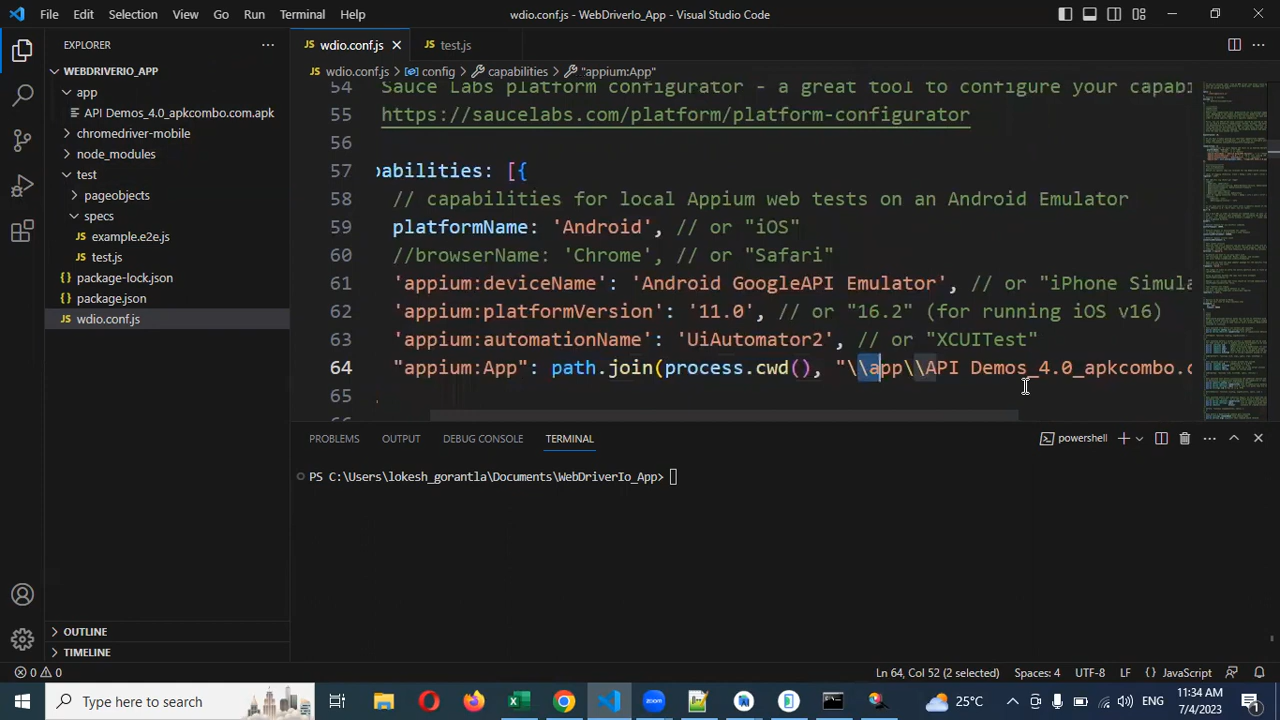 File Edit Selection View Go Run Terminal Help wdio.conf.js - WebDriverIo_App - Visual Studio Code
EXPLORER
WEBDRIVERIO_APP
app
API Demos_4.0_apkcombo.com.apk
chromedriver-mobile
node_modules
test
pageobjects
specs
JS example.e2e.js
JS test.js
{} package-lock.json
{} package.json
JS wdio.conf.js
OUTLINE
TIMELINE
JS wdio.conf.js JS test.js
JS wdio.conf.js > config > capabilities > "appium:App"
54 Sauce Labs platform configurator - a great tool to configure your capabi
55 https://saucelabs.com/platform/platform-configurator
56
57 pabilities: [{
58 // capabilities for local Appium web tests on an Android Emulator
59 platformName: 'Android', // or "iOS"
60 //browserName: 'Chrome', // or "Safari"
61 'appium:deviceName': 'Android GoogleAPI Emulator', // or "iPhone Simula
62 'appium:platformVersion': '11.0', // or "16.2" (for running iOS v16)
63 'appium:automationName': 'UiAutomator2', // or "XCUITest"
64 "appium:App": path.join(process.cwd(), "\\app\\API Demos_4.0_apkcombo.c
65
PROBLEMS OUTPUT DEBUG CONSOLE TERMINAL powershell
PS C:\Users\lokesh_gorantla\Documents\WebDriverIo_App>
0 0 Ln 64, Col 52 (2 selected) Spaces: 4 UTF-8 LF {} JavaScript
Type here to search 25°C ENG 11:34 AM 7/4/2023 1